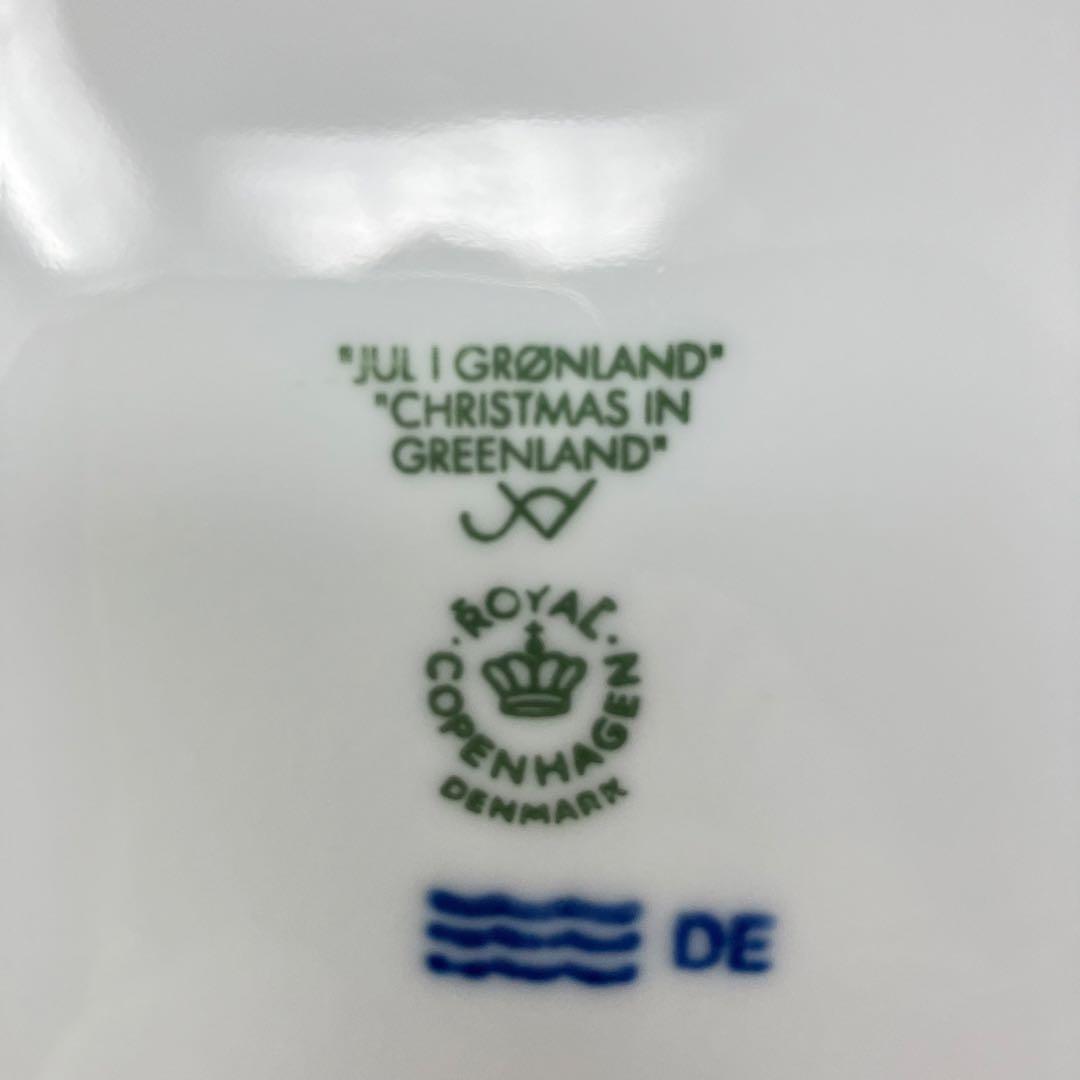 "JUL I GRØNLAND"
"CHRISTMAS IN
GREENLAND"
ROYAL
COPENHAGEN
DENMARK
DE